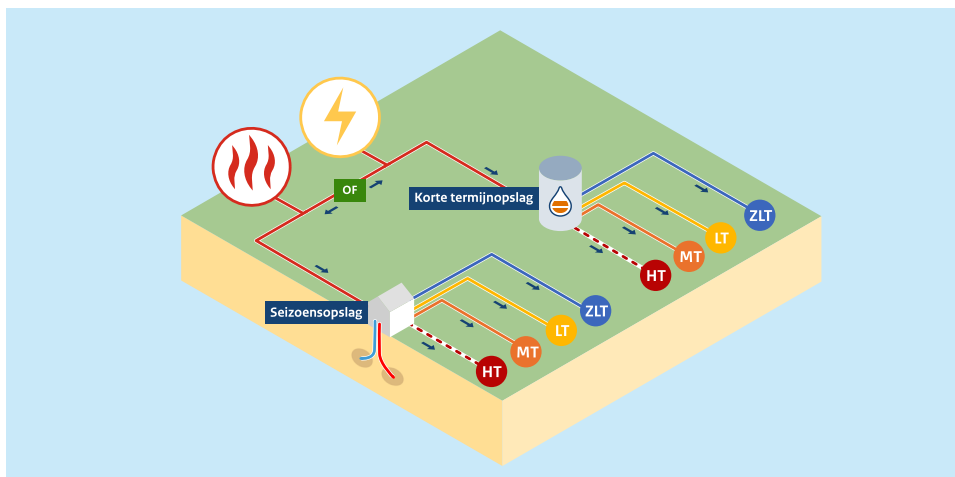 OF
Korte termijnopslag
ZLT
LT
MT
HT
Seizoensopslag
ZLT
LT
MT
HT